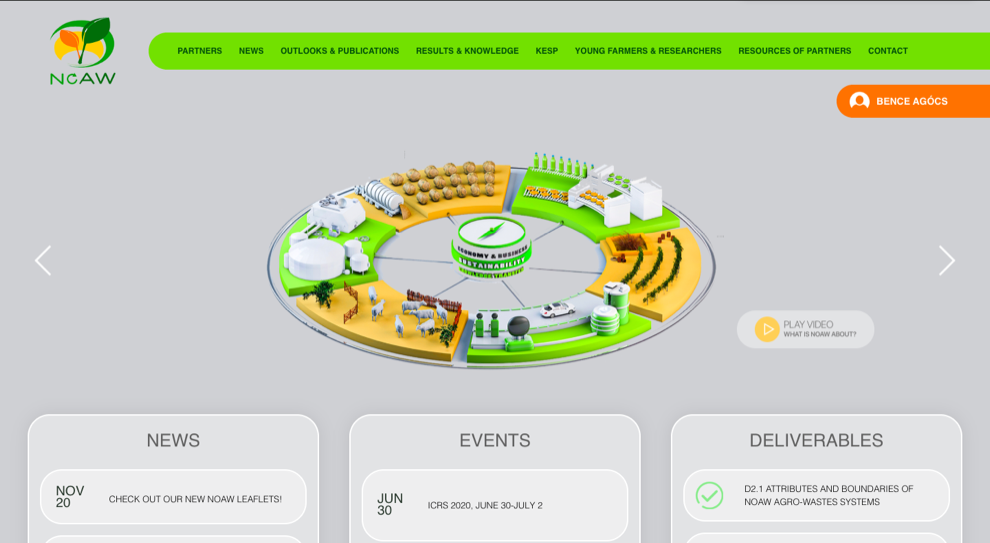 NOAW
PARTNERS
NEWS
OUTLOOKS & PUBLICATIONS
RESULTS & KNOWLEDGE
KESP
YOUNG FARMERS & RESEARCHERS
RESOURCES OF PARTNERS
CONTACT
BENCE AGÓCS
ECONOMY & BUSINESS
SUSTAINABILITY
PLAY VIDEO
WHAT IS NOAW ABOUT?
NEWS
NOV
20
CHECK OUT OUR NEW NOAW LEAFLETS!
EVENTS
JUN
30
ICRS 2020, JUNE 30-JULY 2
DELIVERABLES
D2.1 ATTRIBUTES AND BOUNDARIES OF
NOAW AGRO-WASTES SYSTEMS